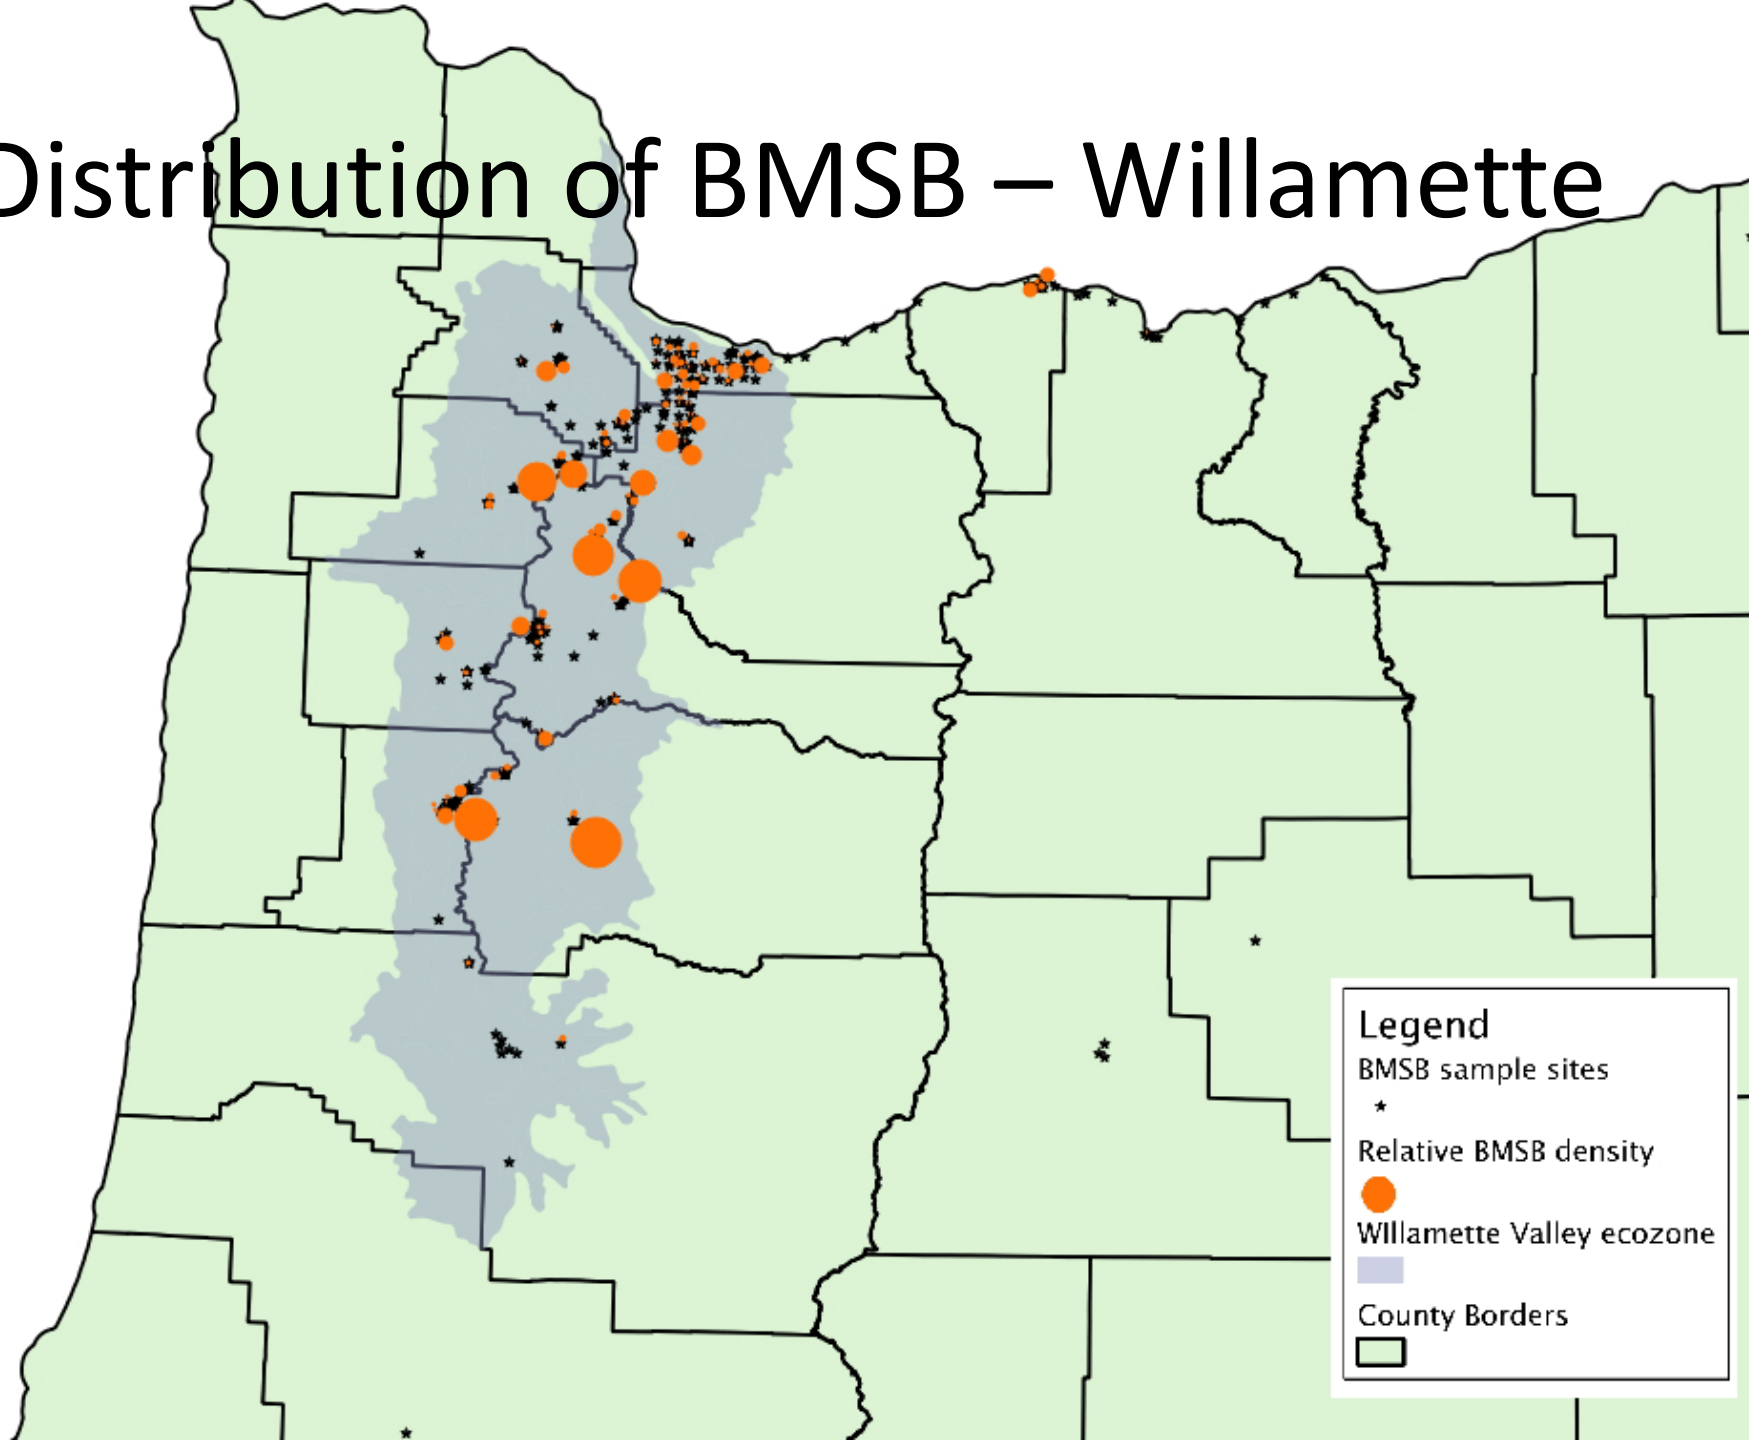 Distribution of BMSB – Willamette
Legend
BMSB sample sites
Relative BMSB density
WIllamette Valley ecozone
County Borders